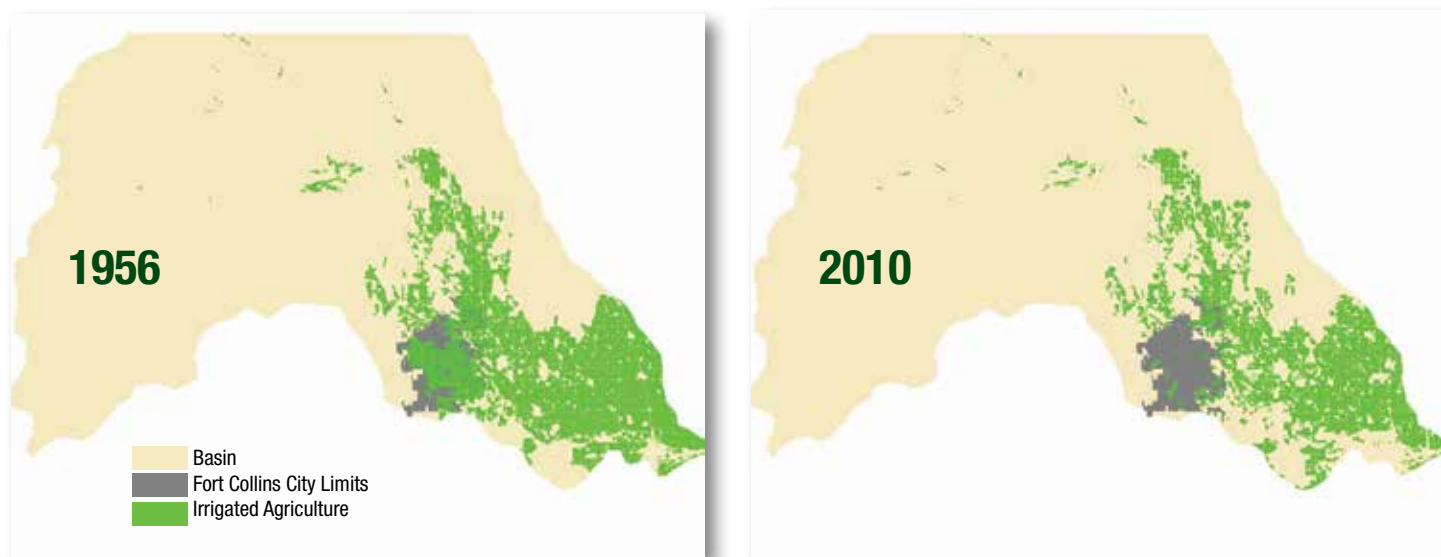 1956
2010
Basin
Fort Collins City Limits
Irrigated Agriculture